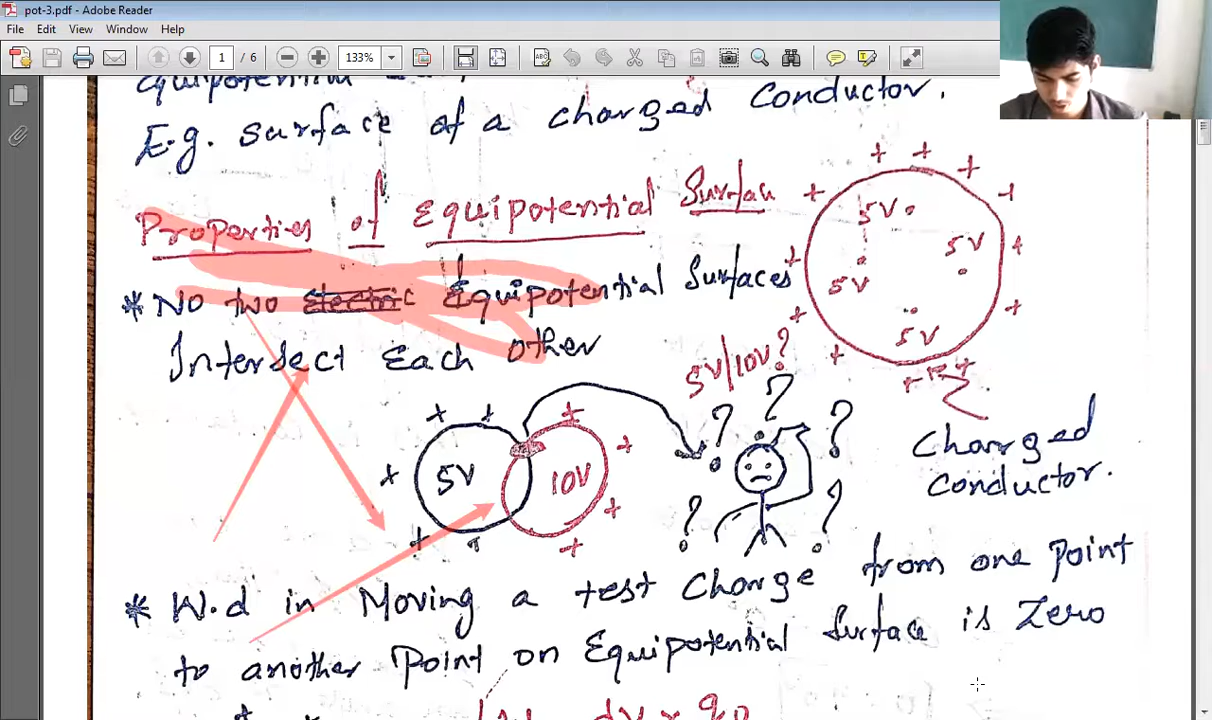 pot-3.pdf - Adobe Reader
File Edit View Window Help
1 / 6 133%
Equipotential
E.g. Surface of a charged Conductor.
Properties of Equipotential Surface
* No two Equipotential Surfaces
Intersect Each other
5V
5V
5V
5V
5V/10V?
5V 10V
? ? ? ? ?
Charged
Conductor.
* W.d in Moving a test Charge from one Point
to another Point on Equipotential Surface is Zero